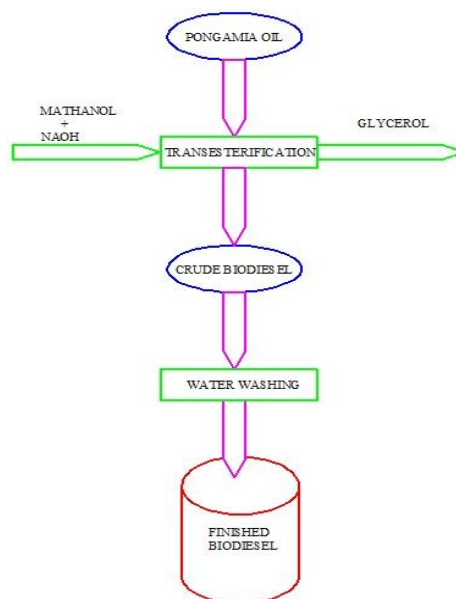 PONGAMIA OIL
MATHANOL
+
NAOH
GLYCEROL
TRANSESTERIFICATION
CRUDE BIODIESEL
WATER WASHING
FINISHED
BIODIESEL